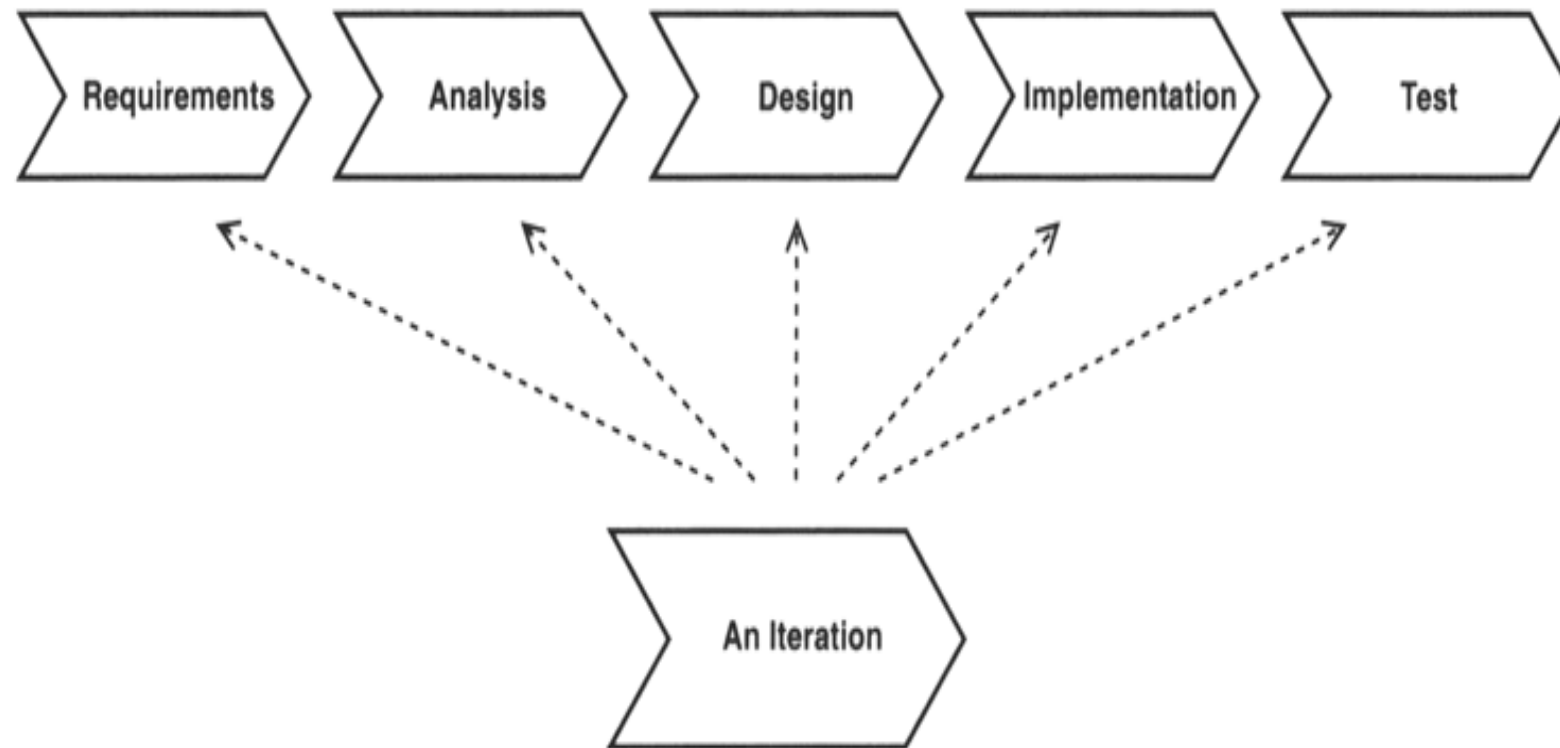 Requirements
Analysis
Design
Implementation
Test
An Iteration